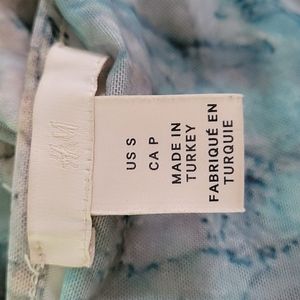 H&M
US S
CA P
MADE IN
TURKEY
FABRIQUÉ EN
TURQUIE